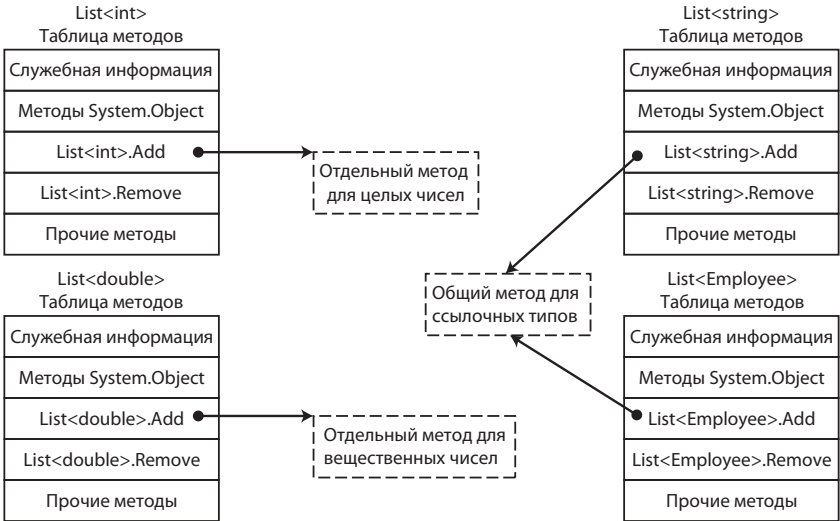 List<int>
Таблица методов
Служебная информация
Методы System.Object
List<int>.Add
List<int>.Remove
Прочие методы
Отдельный метод
для целых чисел
List<string>
Таблица методов
Служебная информация
Методы System.Object
List<string>.Add
List<string>.Remove
Прочие методы
Общий метод для
ссылочных типов
List<double>
Таблица методов
Служебная информация
Методы System.Object
List<double>.Add
List<double>.Remove
Прочие методы
Отдельный метод для
вещественных чисел
List<Employee>
Таблица методов
Служебная информация
Методы System.Object
List<Employee>.Add
List<Employee>.Remove
Прочие методы